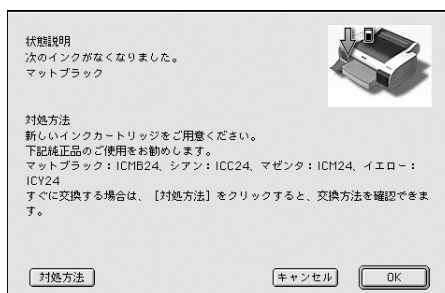 状態説明
次のインクがなくなりました。
マットブラック
対処方法
新しいインクカートリッジをご用意ください。
下記純正品のご使用をお勧めします。
マットブラック：ICMB24、シアン：ICC24、マゼンタ：ICM24、イエロー：
ICY24
すぐに交換する場合は、［対処方法］をクリックすると、交換方法を確認できま
す。
対処方法 キャンセル OK